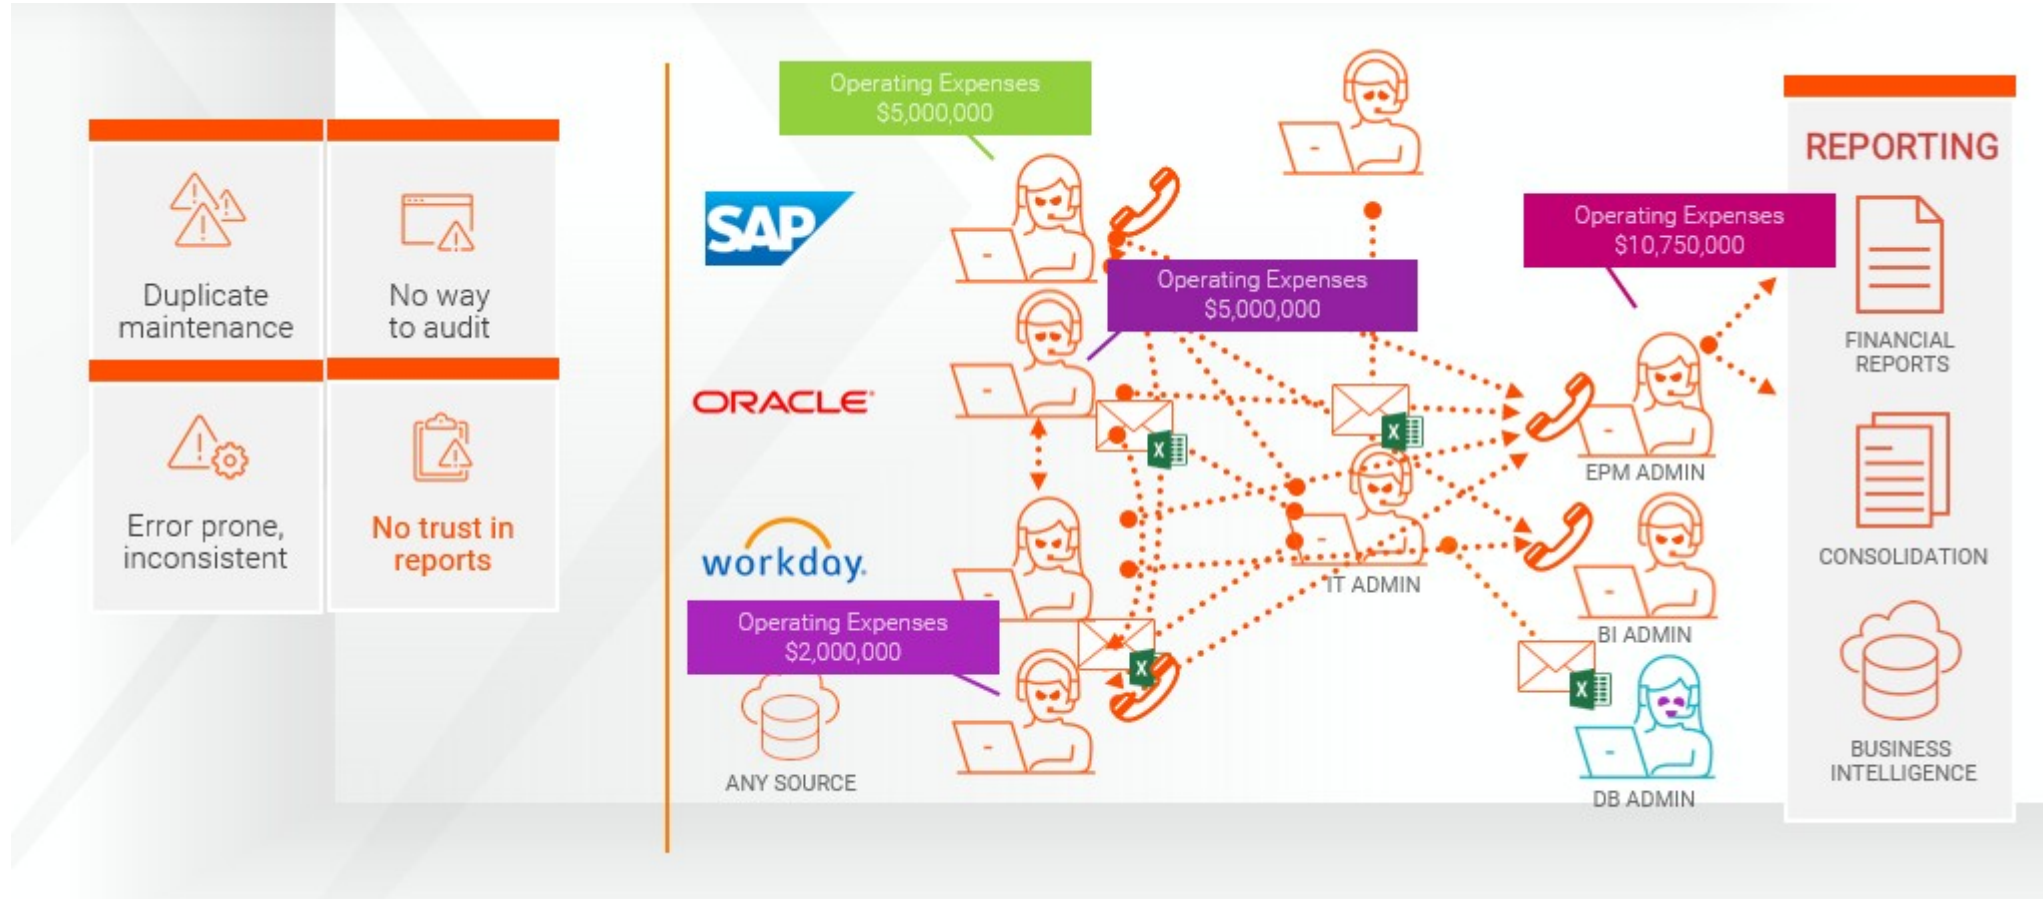 Duplicate
maintenance
No way
to audit
Error prone,
inconsistent
No trust in
reports
Operating Expenses
$5,000,000
SAP
Operating Expenses
$5,000,000
ORACLE
workday.
Operating Expenses
$2,000,000
ANY SOURCE
X
X
X
X
IT ADMIN
Operating Expenses
$10,750,000
EPM ADMIN
BI ADMIN
DB ADMIN
REPORTING
FINANCIAL
REPORTS
CONSOLIDATION
BUSINESS
INTELLIGENCE